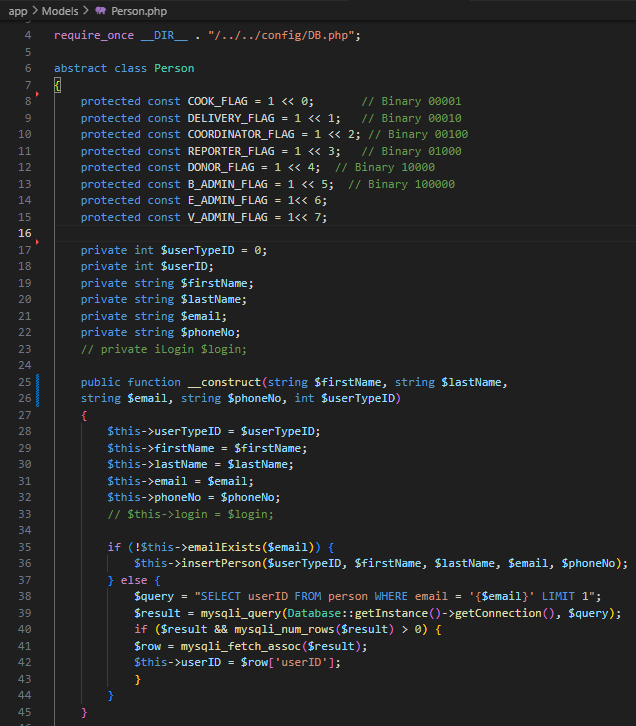 app > Models > Person.php
4 require_once __DIR__ . "/../../config/DB.php";
5
6 abstract class Person
7 {
8 protected const COOK_FLAG = 1 << 0; // Binary 00001
9 protected const DELIVERY_FLAG = 1 << 1; // Binary 00010
10 protected const COORDINATOR_FLAG = 1 << 2; // Binary 00100
11 protected const REPORTER_FLAG = 1 << 3; // Binary 01000
12 protected const DONOR_FLAG = 1 << 4; // Binary 10000
13 protected const B_ADMIN_FLAG = 1 << 5; // Binary 100000
14 protected const E_ADMIN_FLAG = 1<< 6;
15 protected const V_ADMIN_FLAG = 1<< 7;
16
17 private int $userTypeID = 0;
18 private int $userID;
19 private string $firstName;
20 private string $lastName;
21 private string $email;
22 private string $phoneNo;
23 // private iLogin $login;
24
25 public function __construct(string $firstName, string $lastName,
26 string $email, string $phoneNo, int $userTypeID)
27 {
28 $this->userTypeID = $userTypeID;
29 $this->firstName = $firstName;
30 $this->lastName = $lastName;
31 $this->email = $email;
32 $this->phoneNo = $phoneNo;
33 // $this->login = $login;
34
35 if (!$this->emailExists($email)) {
36 $this->insertPerson($userTypeID, $firstName, $lastName, $email, $phoneNo);
37 } else {
38 $query = "SELECT userID FROM person WHERE email = '{$email}' LIMIT 1";
39 $result = mysqli_query(Database::getInstance()->getConnection(), $query);
40 if ($result && mysqli_num_rows($result) > 0) {
41 $row = mysqli_fetch_assoc($result);
42 $this->userID = $row['userID'];
43 }
44 }
45 }